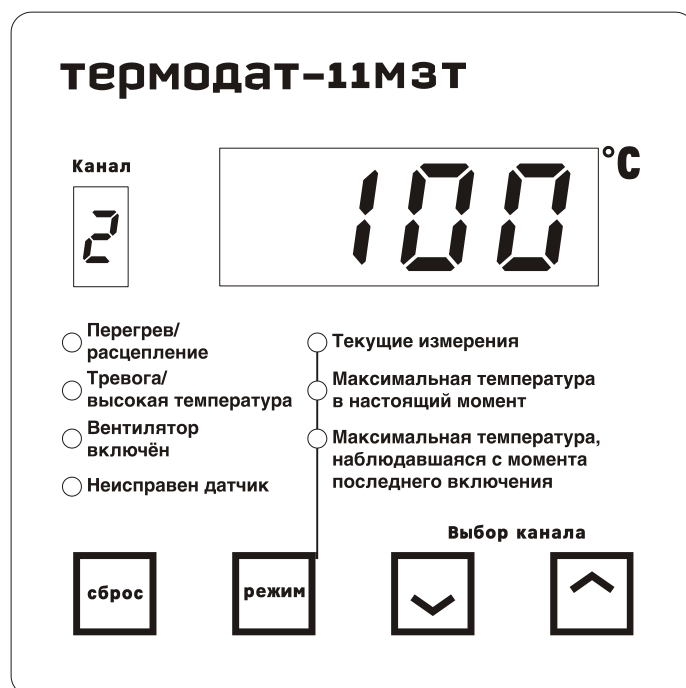 термодат-11М3Т
Канал
2
100
°C
Перегрев/
расцепление
Тревога/
высокая температура
Вентилятор
включён
Неисправен датчик
Текущие измерения
Максимальная температура
в настоящий момент
Максимальная температура,
наблюдавшаяся с момента
последнего включения
Выбор канала
сброс
режим